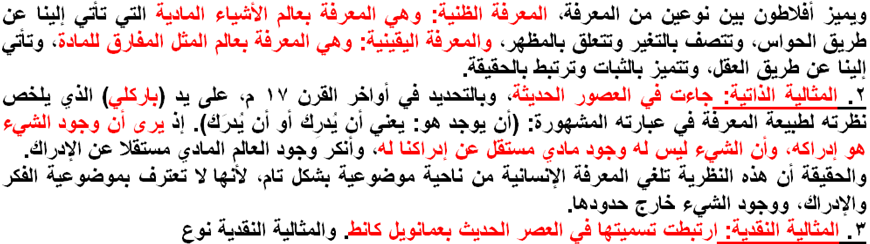 ويميز أفلاطون بين نوعين من المعرفة، المعرفة الظنية: وهي المعرفة بعالم الأشياء المادية التي تأتي إلينا عن
طريق الحواس، وتتصف بالتغير وتتعلق بالمظهر، والمعرفة اليقينية: وهي المعرفة بعالم المثل المفارق للمادة، وتأتي
إلينا عن طريق العقل، وتتميز بالثبات وترتبط بالحقيقة.
٢. المثالية الذاتية: جاءت في العصور الحديثة، وبالتحديد في أواخر القرن ١٧ م، على يد (باركلي) الذي يلخص
نظرته لطبيعة المعرفة في عبارته المشهورة: (أن يوجد هو: يعني أن يُدرِك أو أن يُدرَك). إذ يرى أن وجود الشيء
هو إدراكه، وأن الشيء ليس له وجود مادي مستقل عن إدراكنا له، وأنكر وجود العالم المادي مستقلا عن الإدراك.
والحقيقة أن هذه النظرية تلغي المعرفة الإنسانية من ناحية موضوعية بشكل تام، لأنها لا تعترف بموضوعية الفكر
والإدراك، ووجود الشيء خارج حدودها.
٣. المثالية النقدية: ارتبطت تسميتها في العصر الحديث بعمانويل كانط. والمثالية النقدية نوع